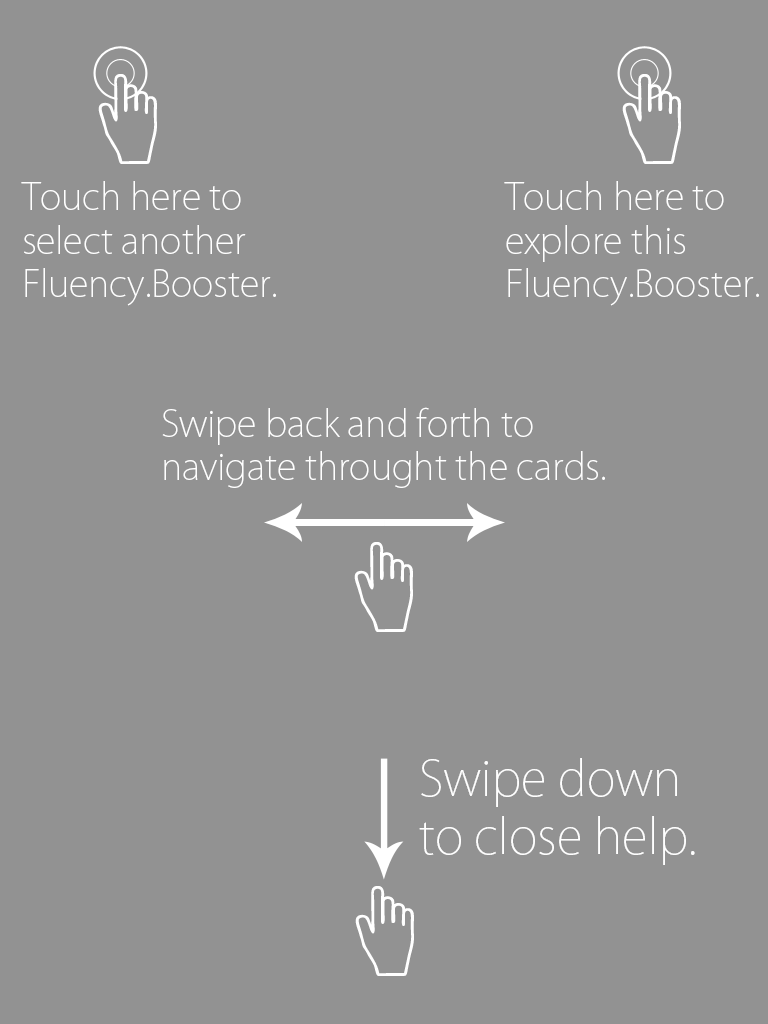 Touch here to
select another
Fluency.Booster.
Touch here to
explore this
Fluency.Booster.
Swipe back and forth to
navigate throught the cards.
Swipe down
to close help.